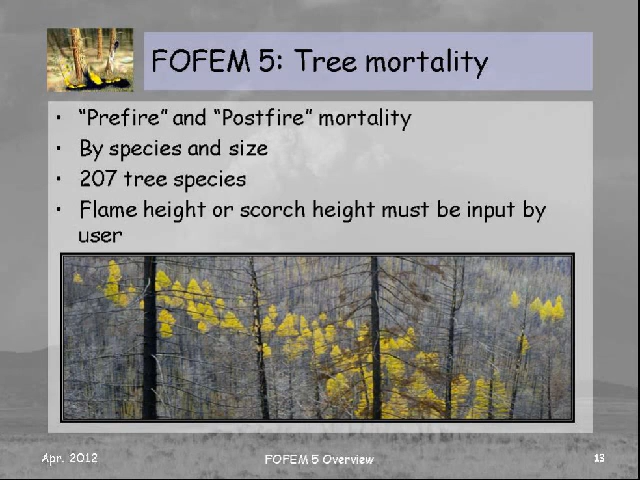 FOFEM 5: Tree mortality
• “Prefire” and “Postfire” mortality
• By species and size
• 207 tree species
• Flame height or scorch height must be input by
user
Apr. 2012
FOFEM 5 Overview
13